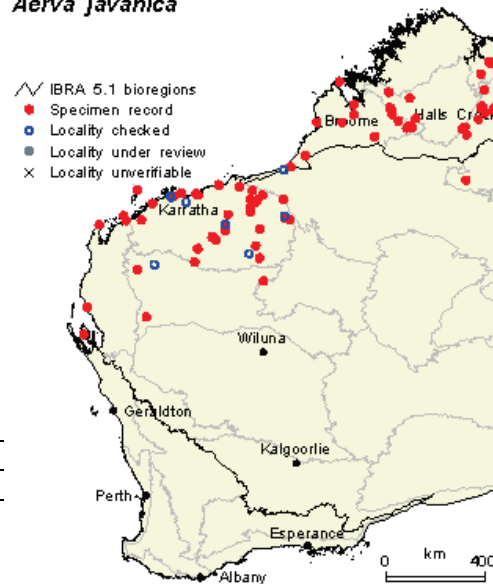 Aerva javanica
IBRA 5.1 bioregions
Specimen record
Locality checked
Locality under review
Locality unverifiable
Broome
Halls Creek
Karratha
Wiluna
Geraldton
Kalgoorlie
Perth
Esperance
Albany
0 km 400